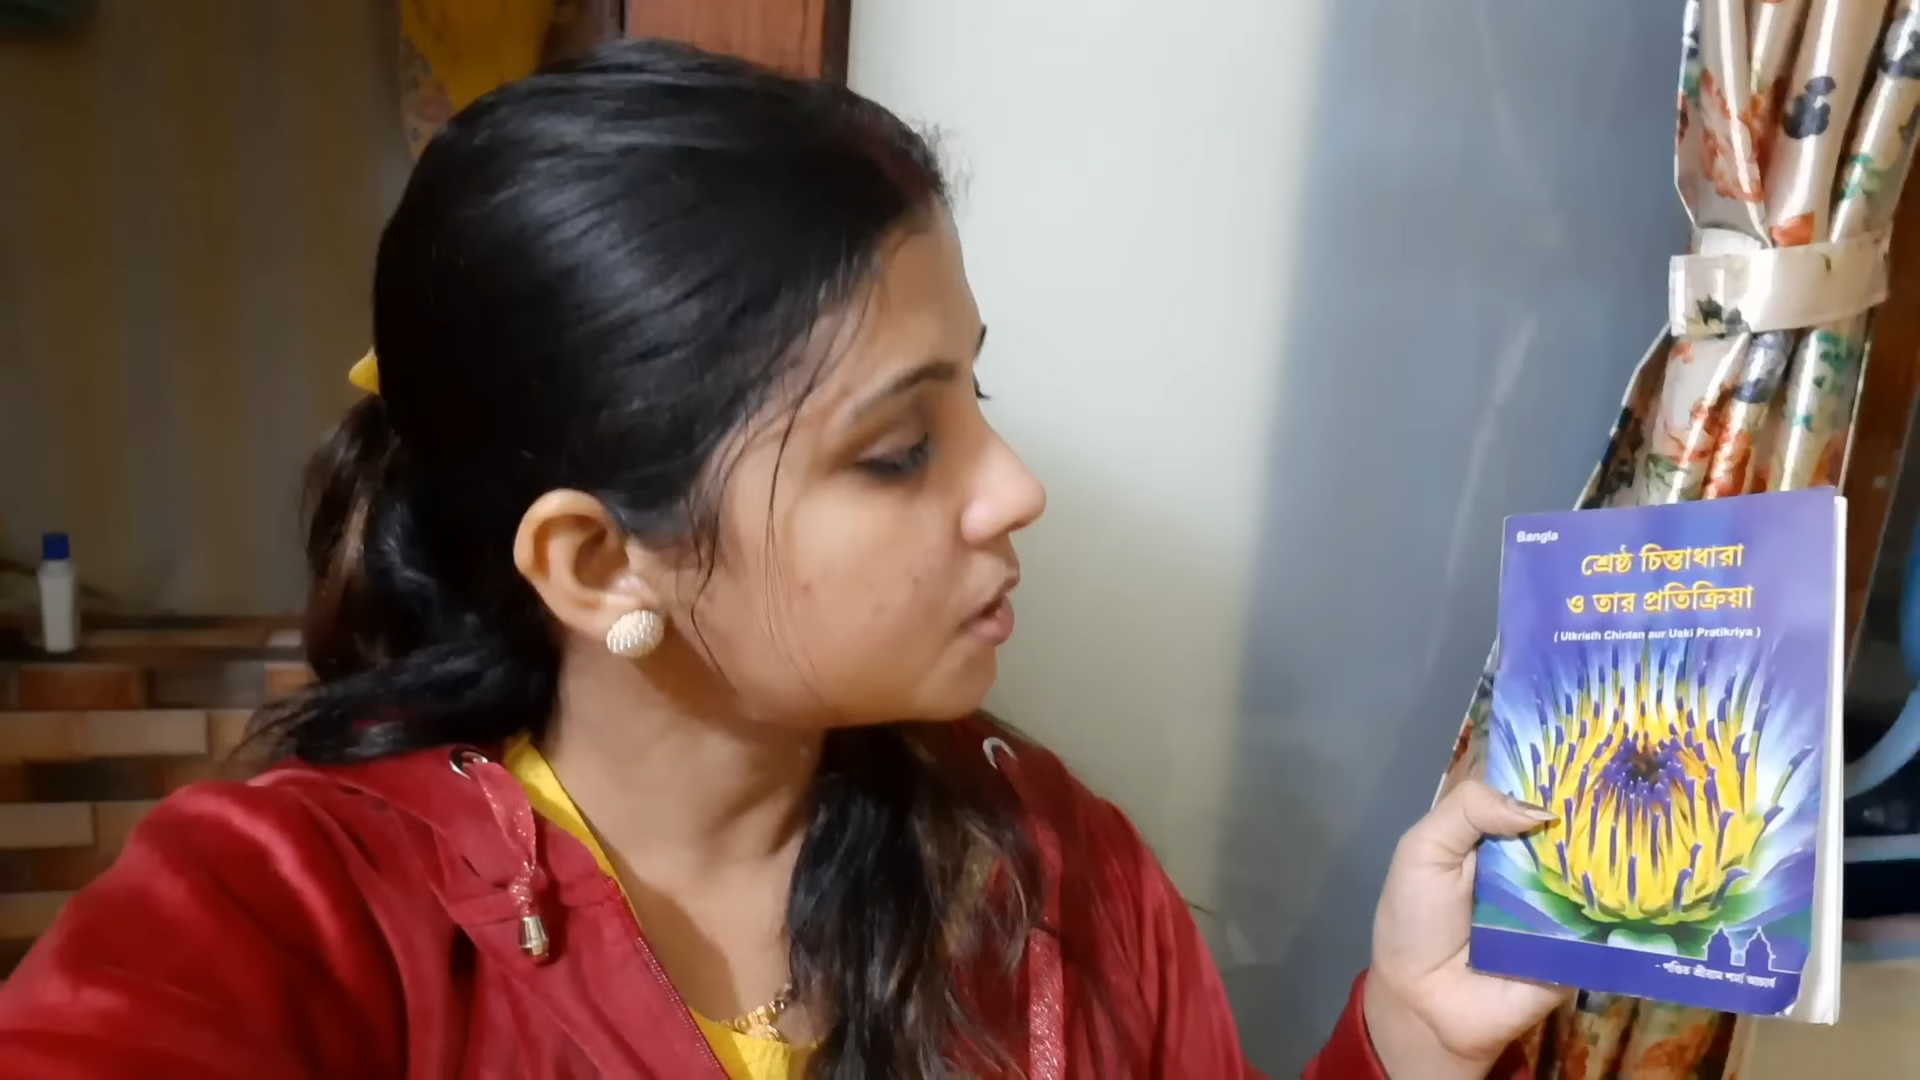 Bangla
শ্রেষ্ঠ চিন্তাধারা
ও তার প্রতিক্রিয়া
( Utkristh Chintan aur Uski Pratikriya )
- পণ্ডিত শ্রীরাম শর্মা আচার্য